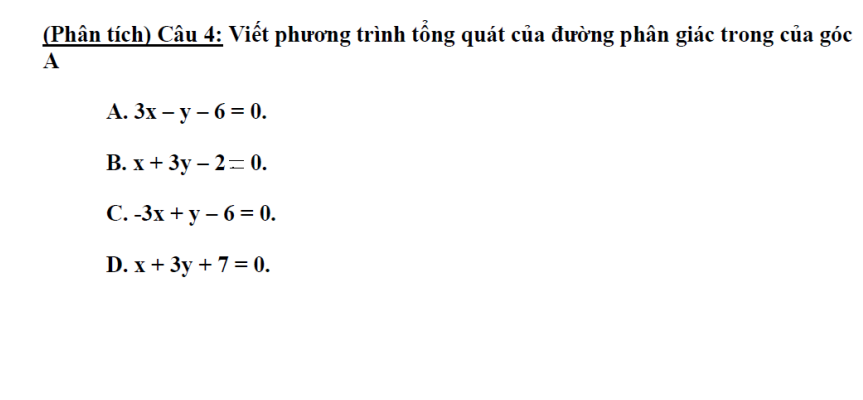 (Phân tích) Câu 4: Viết phương trình tổng quát của đường phân giác trong của góc
A
A. 3x – y – 6 = 0.
B. x + 3y – 2 = 0.
C. -3x + y – 6 = 0.
D. x + 3y + 7 = 0.